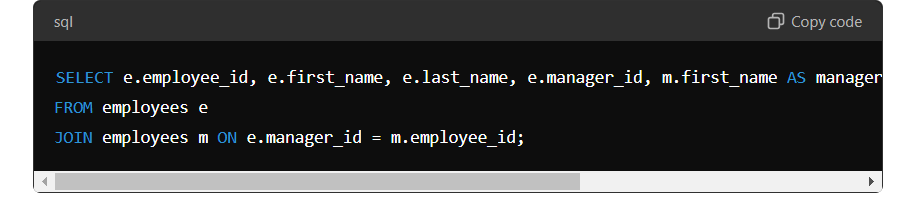 sql
Copy code
SELECT e.employee_id, e.first_name, e.last_name, e.manager_id, m.first_name AS manager
FROM employees e
JOIN employees m ON e.manager_id = m.employee_id;